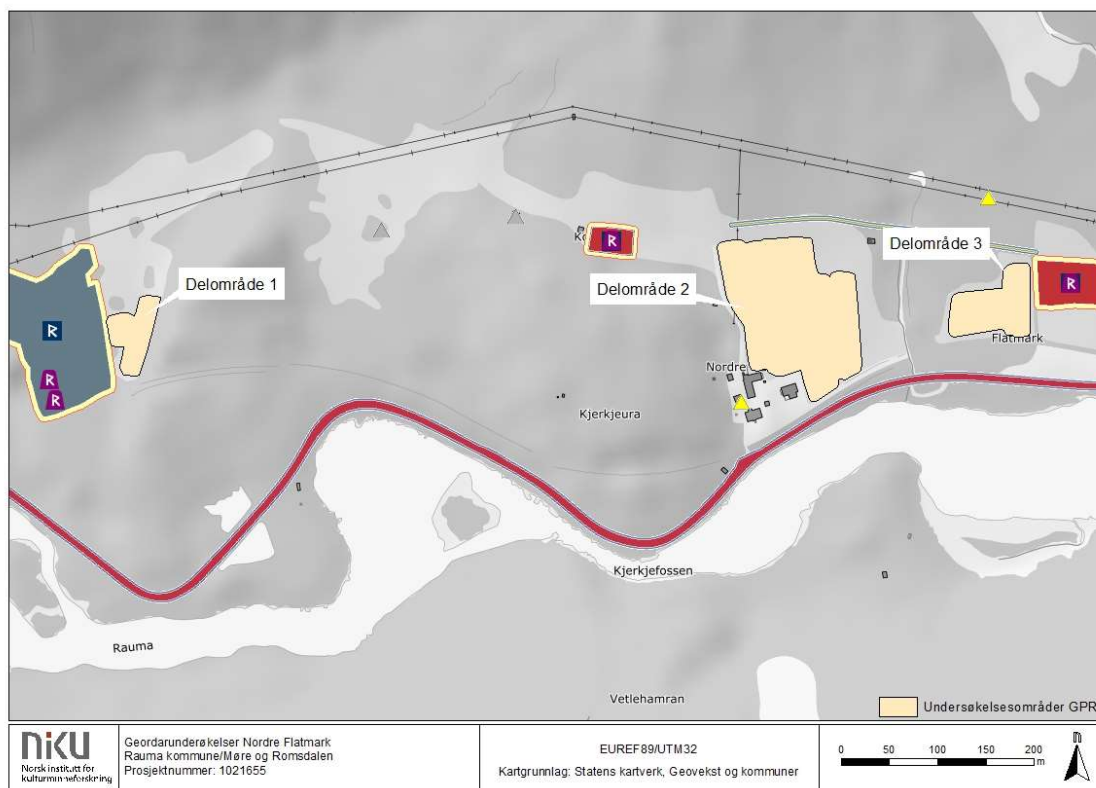 Delområde 1
Delområde 2
Delområde 3
R
R
R
R
R
Flatmark
Nordre
Kjerkjeura
Kjerkjefossen
Rauma
Vetlehamran
Undersøkelsesområder GPR
niku
Norsk institutt for
kulturminneforskning
Geordarunderøkelser Nordre Flatmark
Rauma kommune/Møre og Romsdalen
Prosjektnummer: 1021655
EUREF89/UTM32
Kartgrunnlag: Statens kartverk, Geovekst og kommuner
0 50 100 150 200
m
n